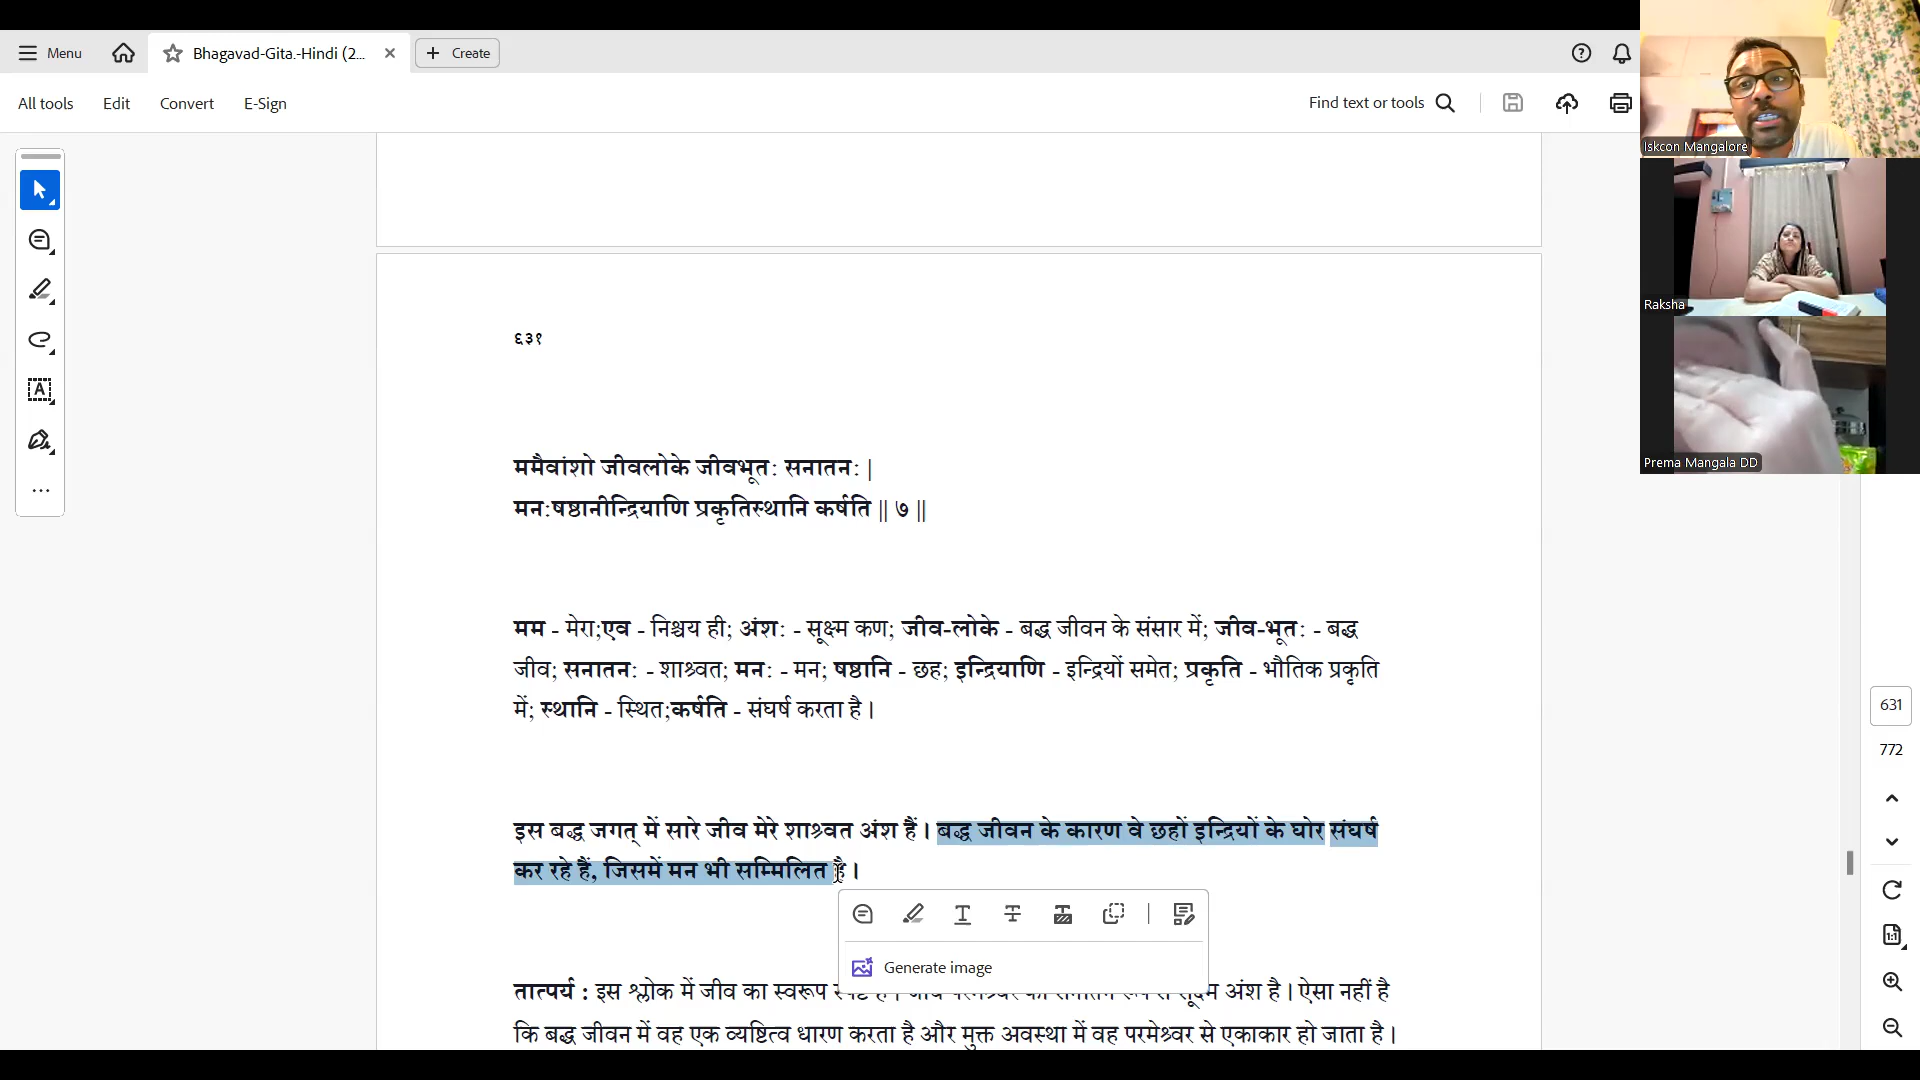 Menu
Bhagavad-Gita.-Hindi (2...
Create
All tools
Edit
Convert
E-Sign
Find text or tools
Iskcon Mangalore
Raksha
Prema Mangala DD
६३१
ममैवांशो जीवलोके जीवभूतः सनातनः |
मनःषष्ठानीन्द्रियाणि प्रकृतिस्थानि कर्षति || ७ ||
मम - मेरा;एव - निश्चय ही; अंशः - सूक्ष्म कण; जीव-लोके - बद्ध जीवन के संसार में; जीव-भूतः - बद्ध
जीव; सनातनः - शाश्र्वत; मनः - मन; षष्ठानि - छह; इन्द्रियाणि - इन्द्रियों समेत; प्रकृति - भौतिक प्रकृति
में; स्थानि - स्थित;कर्षति - संघर्ष करता है ।
इस बद्ध जगत् में सारे जीव मेरे शाश्र्वत अंश हैं । बद्ध जीवन के कारण वे छहों इन्द्रियों के घोर संघर्ष
कर रहे हैं, जिसमें मन भी सम्मिलित है ।
Generate image
तात्पर्य : इस श्लोक में जीव का स्वरूप अंश है । ऐसा नहीं है
कि बद्ध जीवन में वह एक व्यष्टित्व धारण करता है और मुक्त अवस्था में वह परमेश्र्वर से एकाकार हो जाता है ।
631
772